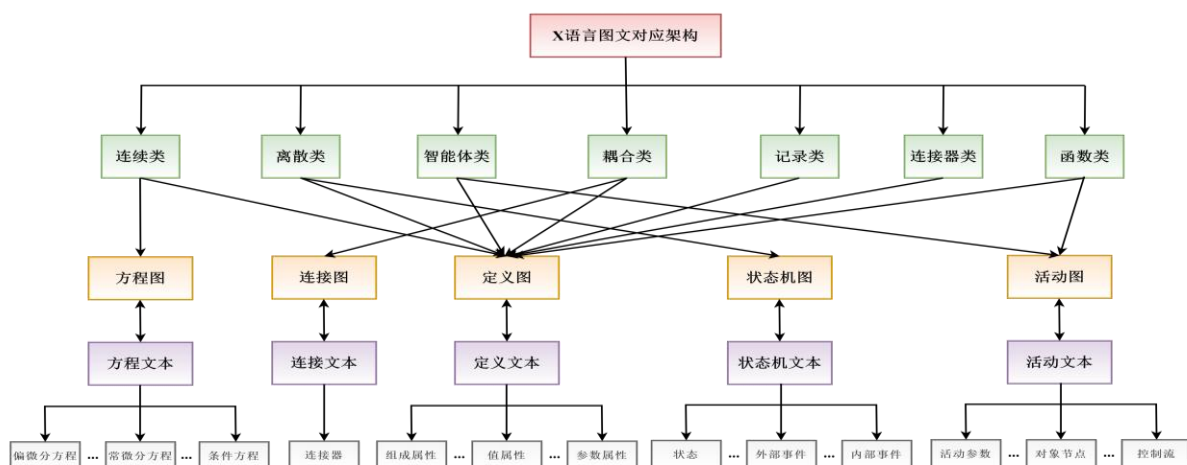 X语言图文对应架构
连续类 离散类 智能体类 耦合类 记录类 连接器类 函数类
方程图 连接图 定义图 状态机图 活动图
方程文本 连接文本 定义文本 状态机文本 活动文本
偏微分方程 ... 常微分方程 ... 条件方程 连接器 组成属性 ... 值属性 ... 参数属性 状态 ... 外部事件 ... 内部事件 活动参数 ... 对象节点 ... 控制流